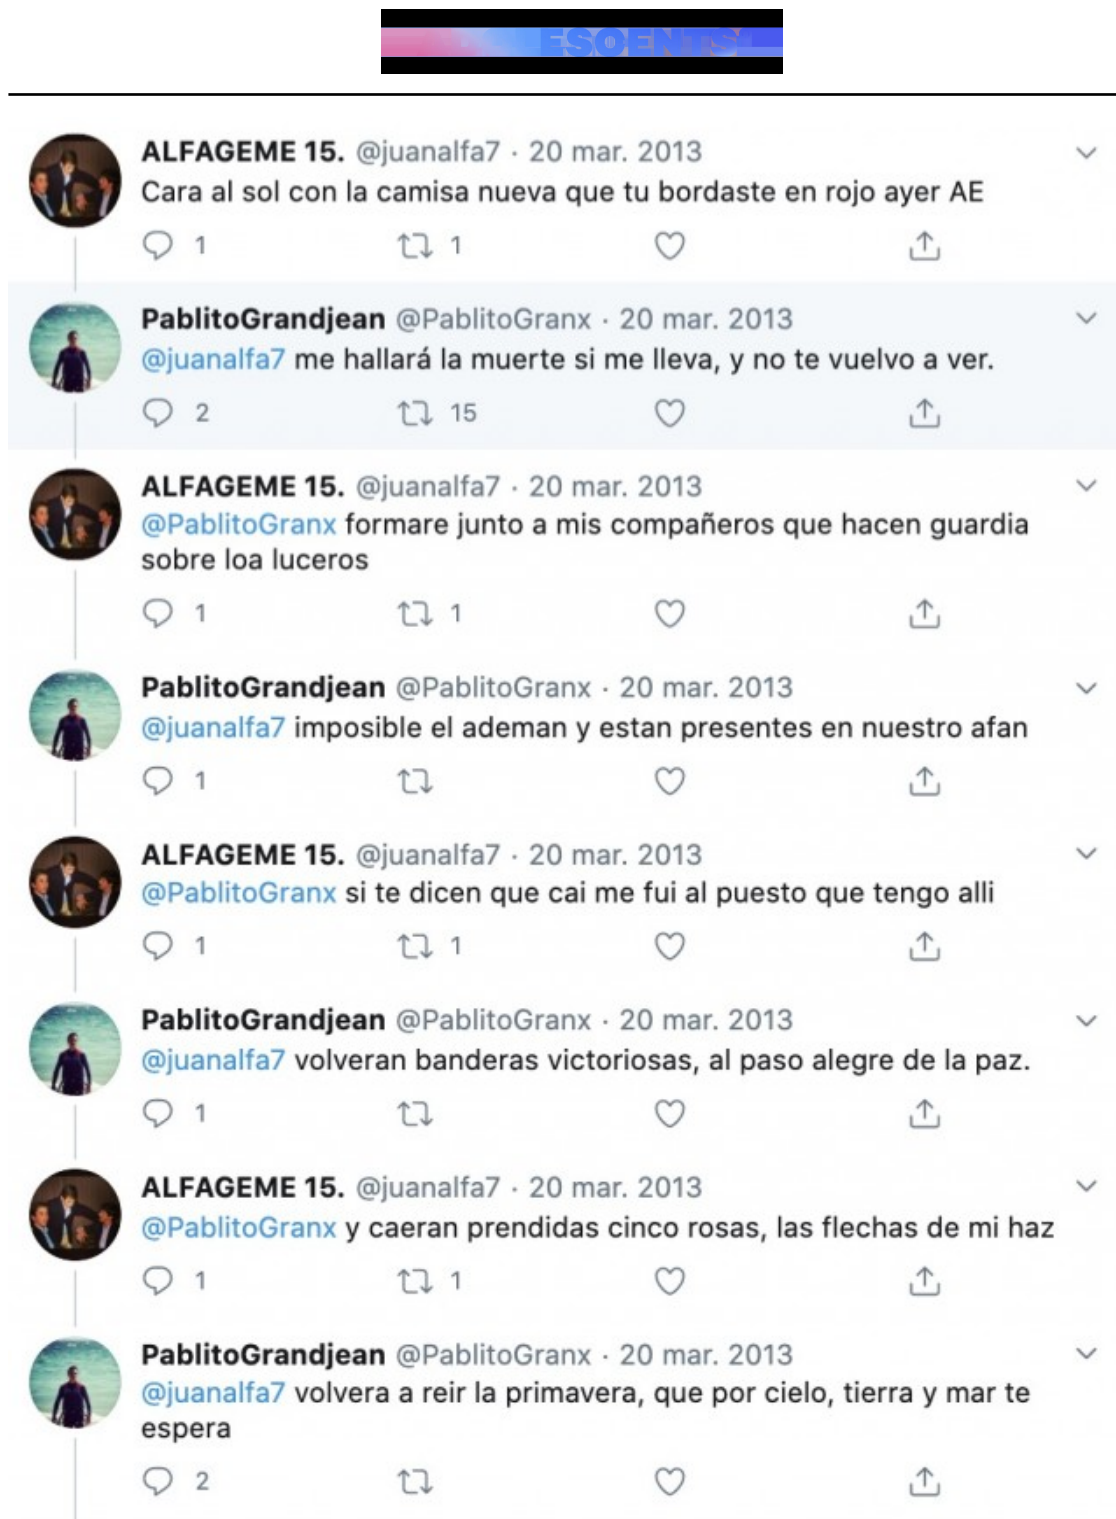 ESCENTS
ALFAGEME 15. @juanalfa7 · 20 mar. 2013
Cara al sol con la camisa nueva que tu bordaste en rojo ayer AE
1 1
PablitoGrandjean @PablitoGranx · 20 mar. 2013
@juanalfa7 me hallará la muerte si me lleva, y no te vuelvo a ver.
2 15
ALFAGEME 15. @juanalfa7 · 20 mar. 2013
@PablitoGranx formare junto a mis compañeros que hacen guardia
sobre loa luceros
1 1
PablitoGrandjean @PablitoGranx · 20 mar. 2013
@juanalfa7 imposible el ademan y estan presentes en nuestro afan
1
ALFAGEME 15. @juanalfa7 · 20 mar. 2013
@PablitoGranx si te dicen que cai me fui al puesto que tengo alli
1 1
PablitoGrandjean @PablitoGranx · 20 mar. 2013
@juanalfa7 volveran banderas victoriosas, al paso alegre de la paz.
1
ALFAGEME 15. @juanalfa7 · 20 mar. 2013
@PablitoGranx y caeran prendidas cinco rosas, las flechas de mi haz
1 1
PablitoGrandjean @PablitoGranx · 20 mar. 2013
@juanalfa7 volvera a reir la primavera, que por cielo, tierra y mar te
espera
2